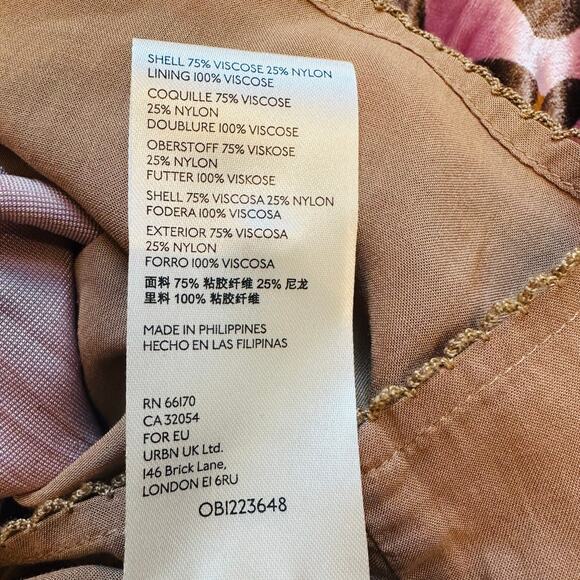 SHELL 75% VISCOSE 25% NYLON
LINING 100% VISCOSE
COQUILLE 75% VISCOSE
25% NYLON
DOUBLURE 100% VISCOSE
OBERSTOFF 75% VISKOSE
25% NYLON
FUTTER 100% VISKOSE
SHELL 75% VISCOSA 25% NYLON
FODERA 100% VISCOSA
EXTERIOR 75% VISCOSA
25% NYLON
FORRO 100% VISCOSA
面料 75% 粘胶纤维 25% 尼龙
里料 100% 粘胶纤维
MADE IN PHILIPPINES
HECHO EN LAS FILIPINAS
RN 66170
CA 32054
FOR EU
URBN UK Ltd.
146 Brick Lane,
LONDON E1 6RU
OB1223648